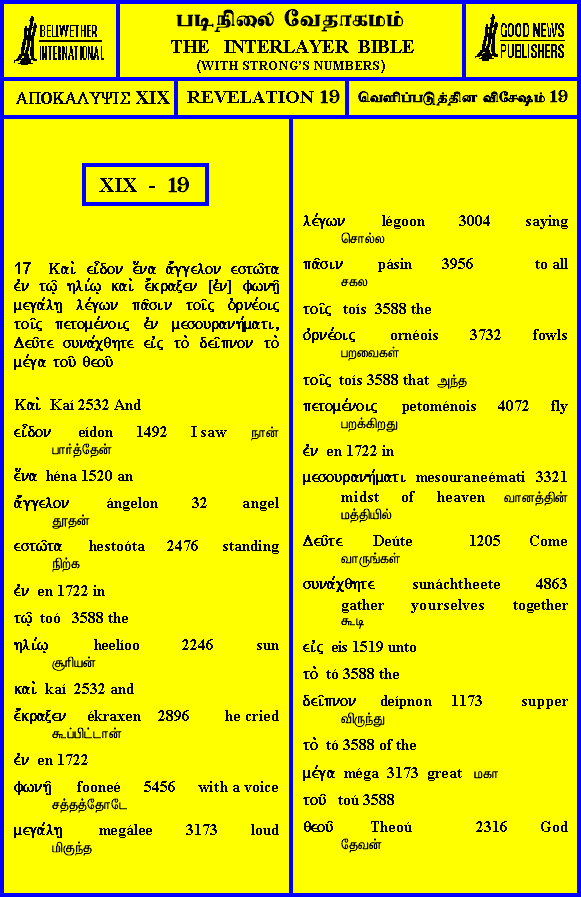 BELLWETHER
INTERNATIONAL
படிநிலை வேதாகமம்
THE INTERLAYER BIBLE
(WITH STRONG'S NUMBERS)
GOOD NEWS
PUBLISHERS
ΑΠΟΚΑΛΥΨΙΣ XIX
REVELATION 19
வெளிப்படுத்தின விசேஷம் 19
XIX - 19
17 Καὶ εἶδον ἕνα ἄγγελον εστῶτα
ἐν τῷ ηλίῳ καὶ ἔκραξεν [ἐν] φωνῇ
μεγάλῃ λέγων πᾶσιν τοῖς ὀρνέοις
τοῖς πετομένοις ἐν μεσουρανήματι,
Δεῦτε συνάχθητε εἰς τὸ δεῖπνον τὸ
μέγα τοῦ θεοῦ
Καὶ Kaí 2532 And
εἶδον eídon 1492 I saw நான்
பார்த்தேன்
ἕνα héna 1520 an
ἄγγελον ángelon 32 angel
தூதன்
εστῶτα hestoóta 2476 standing
நிற்க
ἐν en 1722 in
τῷ toó 3588 the
ηλίῳ heelíoo 2246 sun
சூரியன்
καὶ kaí 2532 and
ἔκραξεν ékraxen 2896 he cried
கூப்பிட்டான்
ἐν en 1722
φωνῇ fooneé 5456 with a voice
சத்தத்தோடே
μεγάλῃ megálee 3173 loud
மிகுந்த
λέγων légoon 3004 saying
சொல்ல
πᾶσιν pásin 3956 to all
சகல
τοῖς toís 3588 the
ὀρνέοις ornéois 3732 fowls
பறவைகள்
τοῖς toís 3588 that அந்த
πετομένοις petoménois 4072 fly
பறக்கிறது
ἐν en 1722 in
μεσουρανήματι mesouraneémati 3321
midst of heaven வானத்தின்
மத்தியில்
Δεῦτε Deúte 1205 Come
வாருங்கள்
συνάχθητε sunáchtheete 4863
gather yourselves together
கூடி
εἰς eis 1519 unto
τὸ tó 3588 the
δεῖπνον deípnon 1173 supper
விருந்து
τὸ tó 3588 of the
μέγα méga 3173 great மகா
τοῦ toú 3588
θεοῦ Theoú 2316 God
தேவன்